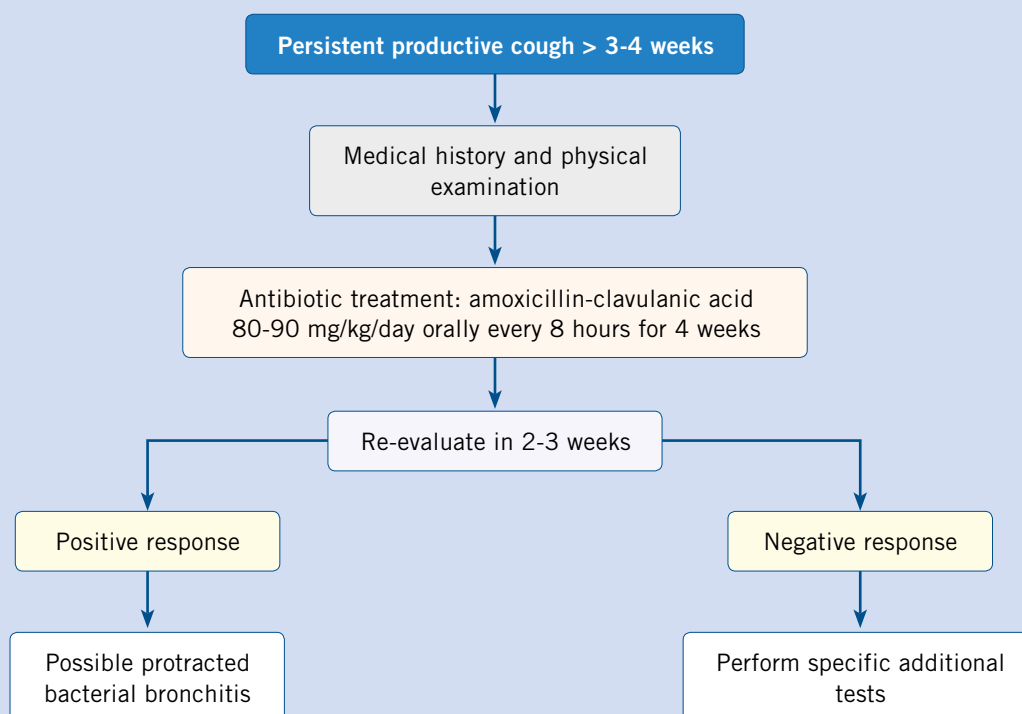 Persistent productive cough > 3-4 weeks
Medical history and physical
examination
Antibiotic treatment: amoxicillin-clavulanic acid
80-90 mg/kg/day orally every 8 hours for 4 weeks
Re-evaluate in 2-3 weeks
Positive response
Negative response
Possible protracted
bacterial bronchitis
Perform specific additional
tests